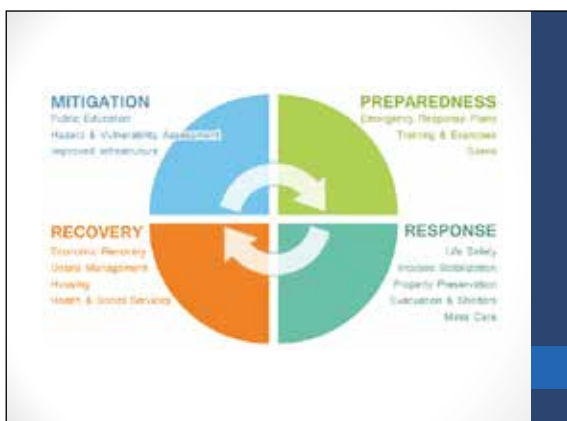 MITIGATION
Public Education
Hazard & Vulnerability Assessment
Improved Infrastructure
PREPAREDNESS
Emergency Response Plans
Training & Exercises
RECOVERY
Economic Recovery
Debris Management
Housing
Health & Social Services
RESPONSE
Life Safety
Incident Stabilization
Property Preservation
Evacuation & Shelters
Mass Care